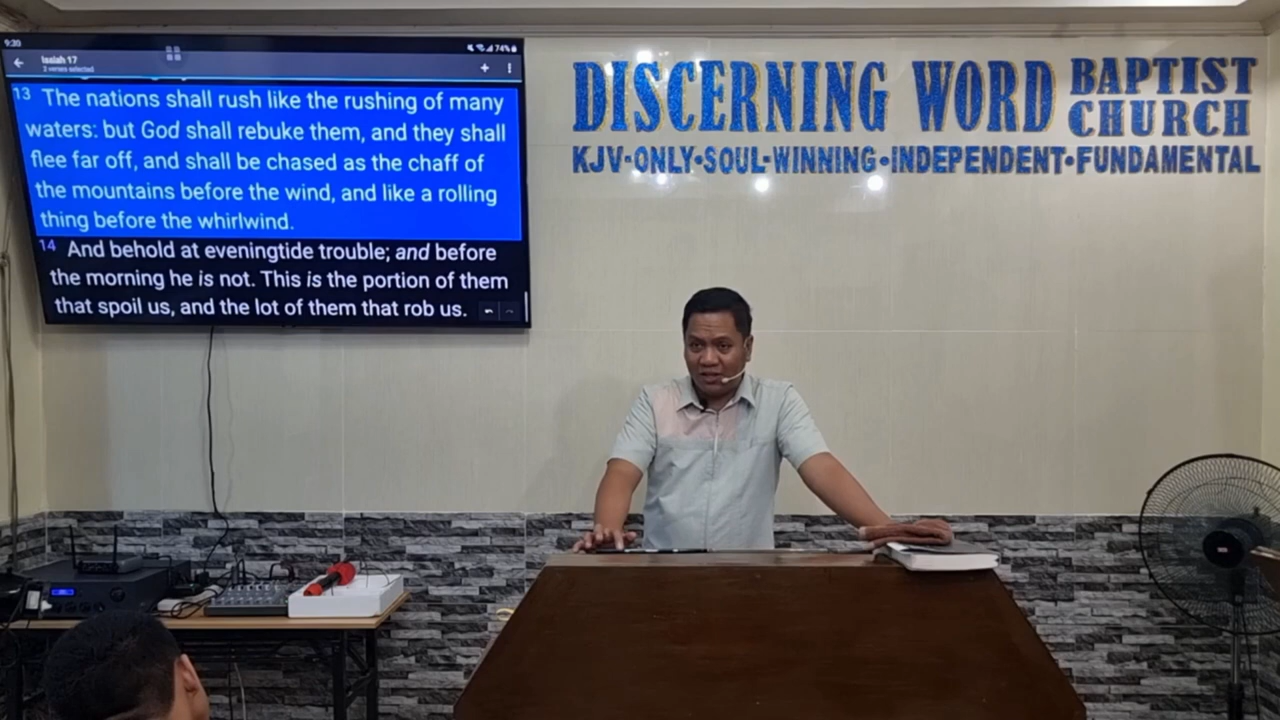 9:30
74%
Isaiah 17
2 verses selected
13 The nations shall rush like the rushing of many
waters: but God shall rebuke them, and they shall
flee far off, and shall be chased as the chaff of
the mountains before the wind, and like a rolling
thing before the whirlwind.
14 And behold at eveningtide trouble; and before
the morning he is not. This is the portion of them
that spoil us, and the lot of them that rob us.
DISCERNING WORD BAPTIST
CHURCH
KJV-ONLY•SOUL-WINNING•INDEPENDENT•FUNDAMENTAL